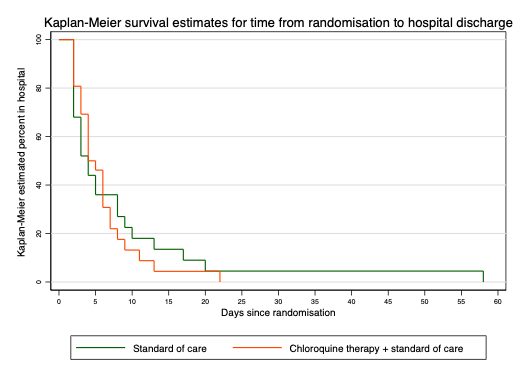 Kaplan-Meier survival estimates for time from randomisation to hospital discharge
Kaplan-Meier estimated percent in hospital
100
80
60
40
20
0
0 5 10 15 20 25 30 35 40 45 50 55 60
Days since randomisation
Standard of care Chloroquine therapy + standard of care